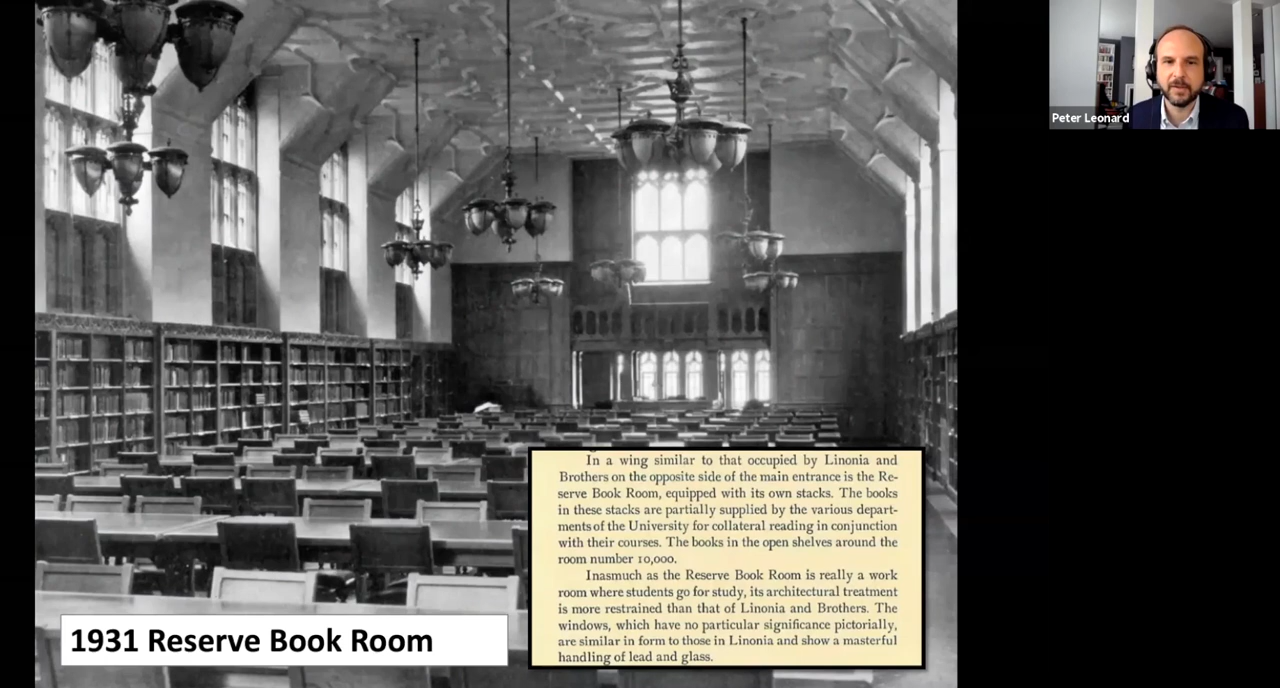 Peter Leonard
In a wing similar to that occupied by Linonia and
Brothers on the opposite side of the main entrance is the Re-
serve Book Room, equipped with its own stacks. The books
in these stacks are partially supplied by the various depart-
ments of the University for collateral reading in conjunction
with their courses. The books in the open shelves around the
room number 10,000.
Inasmuch as the Reserve Book Room is really a work
room where students go for study, its architectural treatment
is more restrained than that of Linonia and Brothers. The
windows, which have no particular significance pictorially,
are similar in form to those in Linonia and show a masterful
handling of lead and glass.
1931 Reserve Book Room